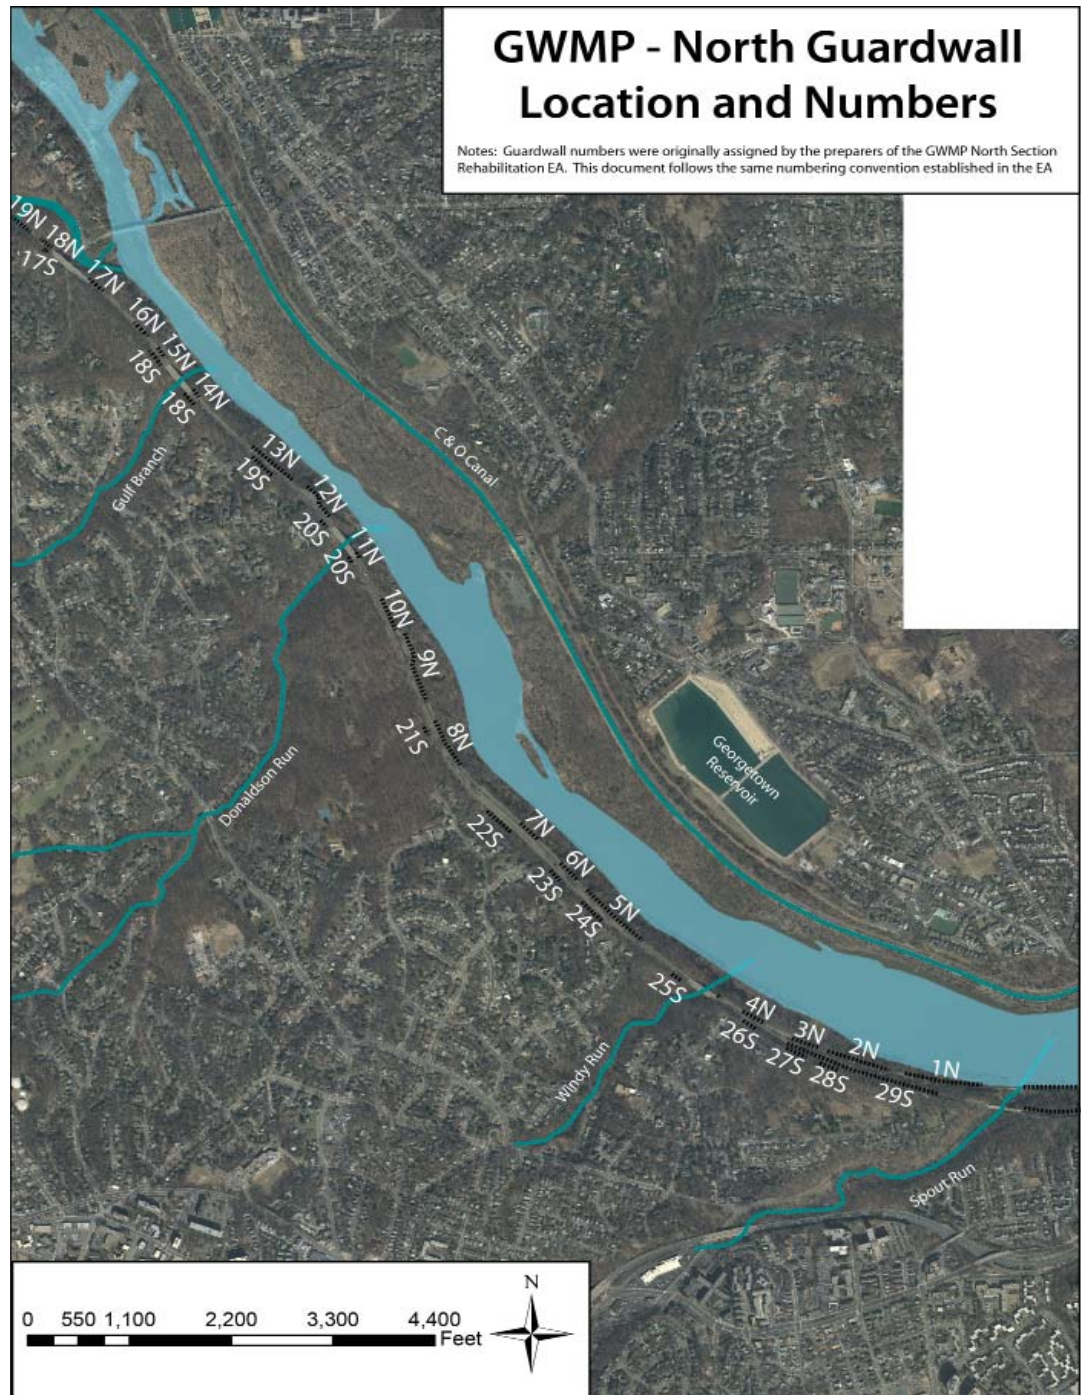 GWMP - North Guardwall
Location and Numbers
Notes: Guardwall numbers were originally assigned by the preparers of the GWMP North Section
Rehabilitation EA. This document follows the same numbering convention established in the EA
19N
18N
17S
17N
16N
15N
18S
14N
18S
Gulf Branch
C & O Canal
13N
19S
12N
20S
11N
20S
10N
9N
8N
21S
Georgetown
Reservoir
Donaldson Run
7N
22S
6N
23S
5N
24S
25S
4N
26S
3N
27S
2N
28S
1N
29S
Windy Run
Spout Run
N
0 550 1,100 2,200 3,300 4,400
Feet